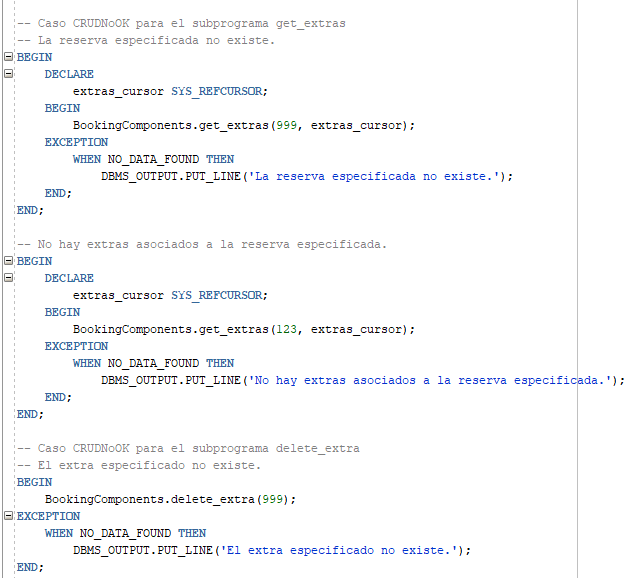 -- Caso CRUDNoOK para el subprograma get_extras
-- La reserva especificada no existe.
BEGIN
    DECLARE
        extras_cursor SYS_REFCURSOR;
    BEGIN
        BookingComponents.get_extras(999, extras_cursor);
    EXCEPTION
        WHEN NO_DATA_FOUND THEN
            DBMS_OUTPUT.PUT_LINE('La reserva especificada no existe.');
    END;
END;

-- No hay extras asociados a la reserva especificada.
BEGIN
    DECLARE
        extras_cursor SYS_REFCURSOR;
    BEGIN
        BookingComponents.get_extras(123, extras_cursor);
    EXCEPTION
        WHEN NO_DATA_FOUND THEN
            DBMS_OUTPUT.PUT_LINE('No hay extras asociados a la reserva especificada.');
    END;
END;

-- Caso CRUDNoOK para el subprograma delete_extra
-- El extra especificado no existe.
BEGIN
    BookingComponents.delete_extra(999);
EXCEPTION
    WHEN NO_DATA_FOUND THEN
        DBMS_OUTPUT.PUT_LINE('El extra especificado no existe.');
END;